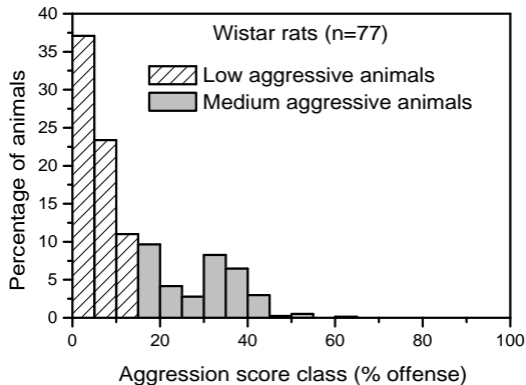 Wistar rats (n=77)
Low aggressive animals
Medium aggressive animals
Percentage of animals
40
35
30
25
20
15
10
5
0
0 20 40 60 80 100
Aggression score class (% offense)